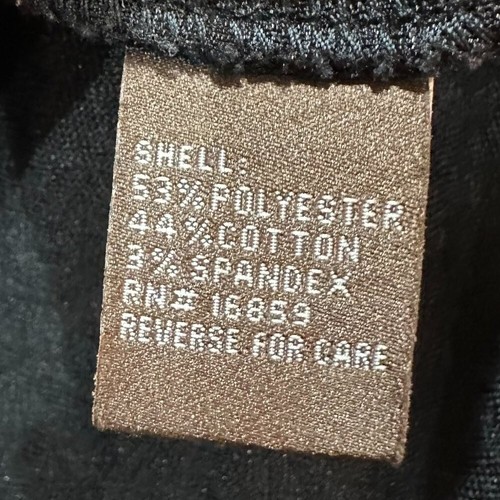 SHELL:
53% POLYESTER
44% COTTON
3% SPANDEX
RN# 16859
REVERSE FOR CARE